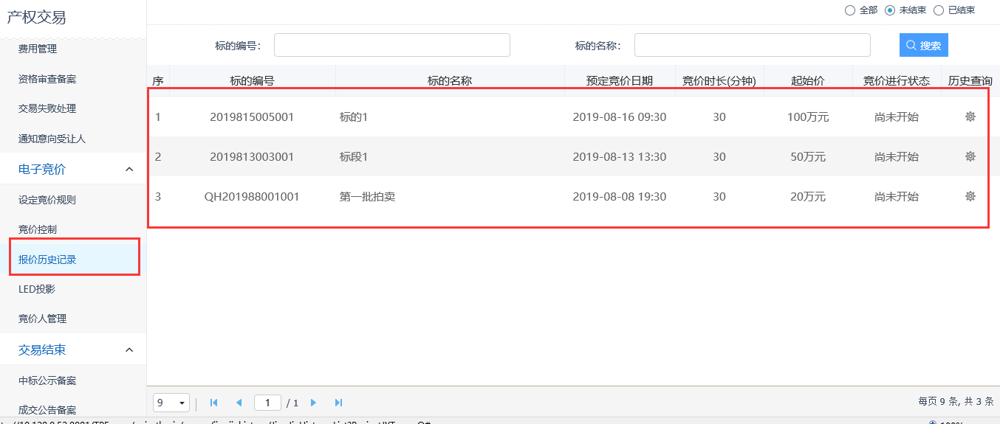 产权交易
费用管理
资格审查备案
交易失败处理
通知意向受让人
电子竞价
设定竞价规则
竞价控制
报价历史记录
LED投影
竞价人管理
交易结束
中标公示备案
成交公告备案
全部 未结束 已结束
标的编号： 标的名称： 搜索
序 标的编号 标的名称 预定竞价日期 竞价时长(分钟) 起始价 竞价进行状态 历史查询
1 2019815005001 标的1 2019-08-16 09:30 30 100万元 尚未开始
2 2019813003001 标段1 2019-08-13 13:30 30 50万元 尚未开始
3 QH201988001001 第一批拍卖 2019-08-08 19:30 30 20万元 尚未开始
9 1 / 1 每页 9 条, 共 3 条